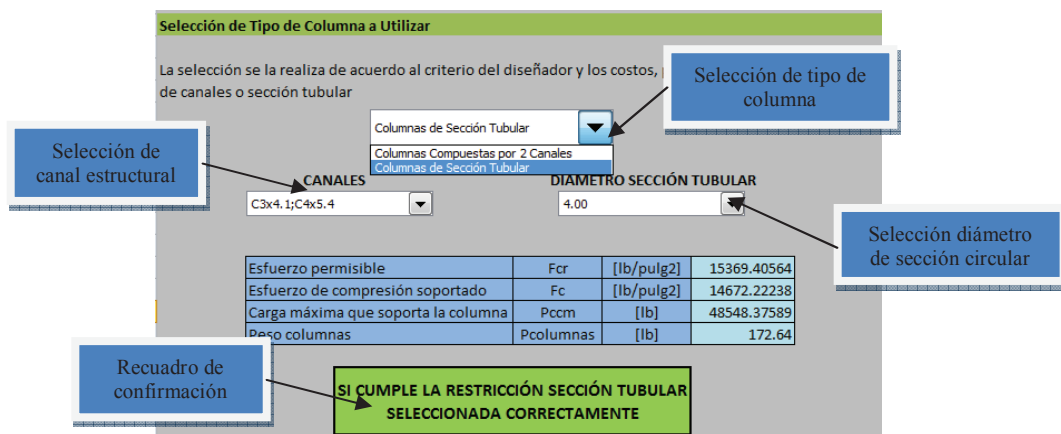 Selección de Tipo de Columna a Utilizar
La selección se la realiza de acuerdo al criterio del diseñador y los costos,
de canales o sección tubular
Selección de tipo de
columna
Columnas de Sección Tubular
Columnas Compuestas por 2 Canales
Columnas de Sección Tubular
Selección de
canal estructural
CANALES
C3x4.1;C4x5.4
DIAMETRO SECCIÓN TUBULAR
4.00
Selección diámetro
de sección circular
Esfuerzo permisible Fcr [lb/pulg2] 15369.40564
Esfuerzo de compresión soportado Fc [lb/pulg2] 14672.22238
Carga máxima que soporta la columna Pccm [lb] 48548.37589
Peso columnas Pcolumnas [lb] 172.64
Recuadro de
confirmación
SI CUMPLE LA RESTRICCIÓN SECCIÓN TUBULAR
SELECCIONADA CORRECTAMENTE